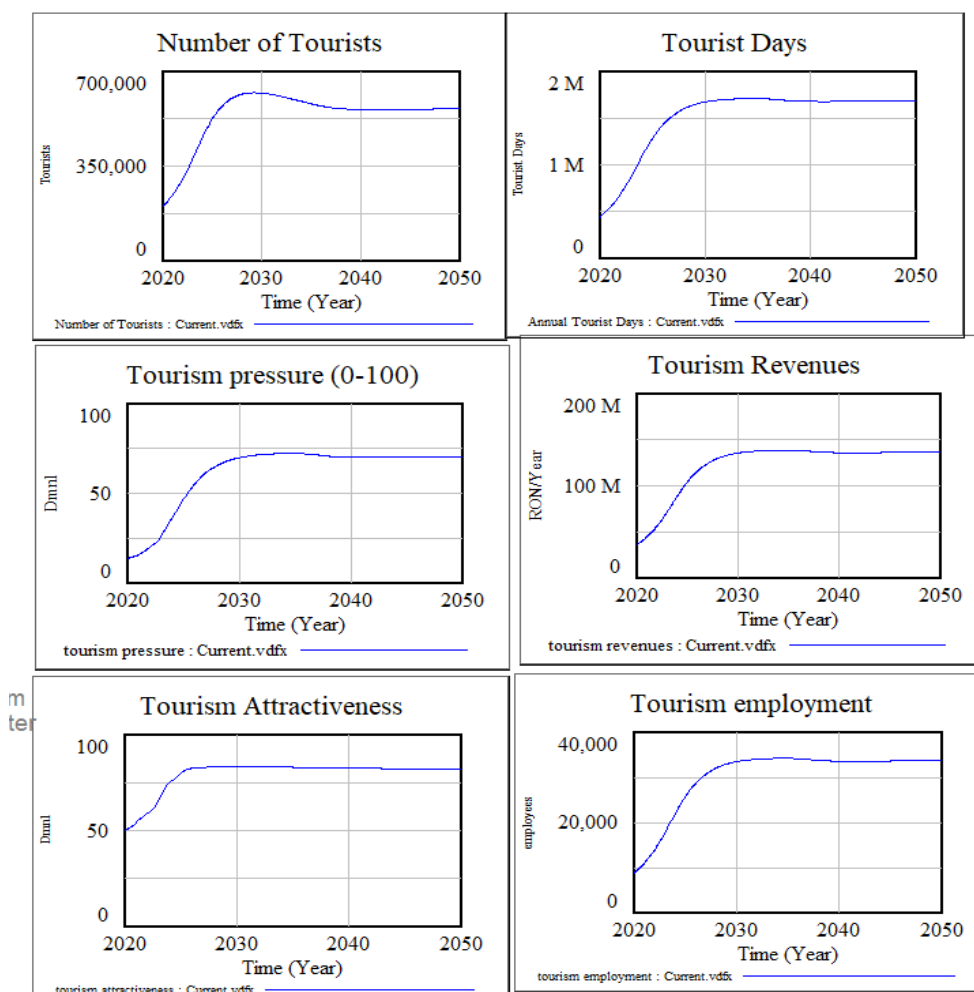 Number of Tourists
700,000
350,000
0
Tourists
2020 2030 2040 2050
Time (Year)
Number of Tourists : Current.vdfx
Tourist Days
2 M
1 M
0
Tourist Days
2020 2030 2040 2050
Time (Year)
Annual Tourist Days : Current.vdfx
Tourism pressure (0-100)
100
50
0
Dmnl
2020 2030 2040 2050
Time (Year)
tourism pressure : Current.vdfx
Tourism Revenues
200 M
100 M
0
RON/Year
2020 2030 2040 2050
Time (Year)
tourism revenues : Current.vdfx
m
ter
Tourism Attractiveness
100
50
0
Dmnl
2020 2030 2040 2050
Time (Year)
tourism attractiveness : Current.vdfx
Tourism employment
40,000
20,000
0
employees
2020 2030 2040 2050
Time (Year)
tourism employment : Current.vdfx